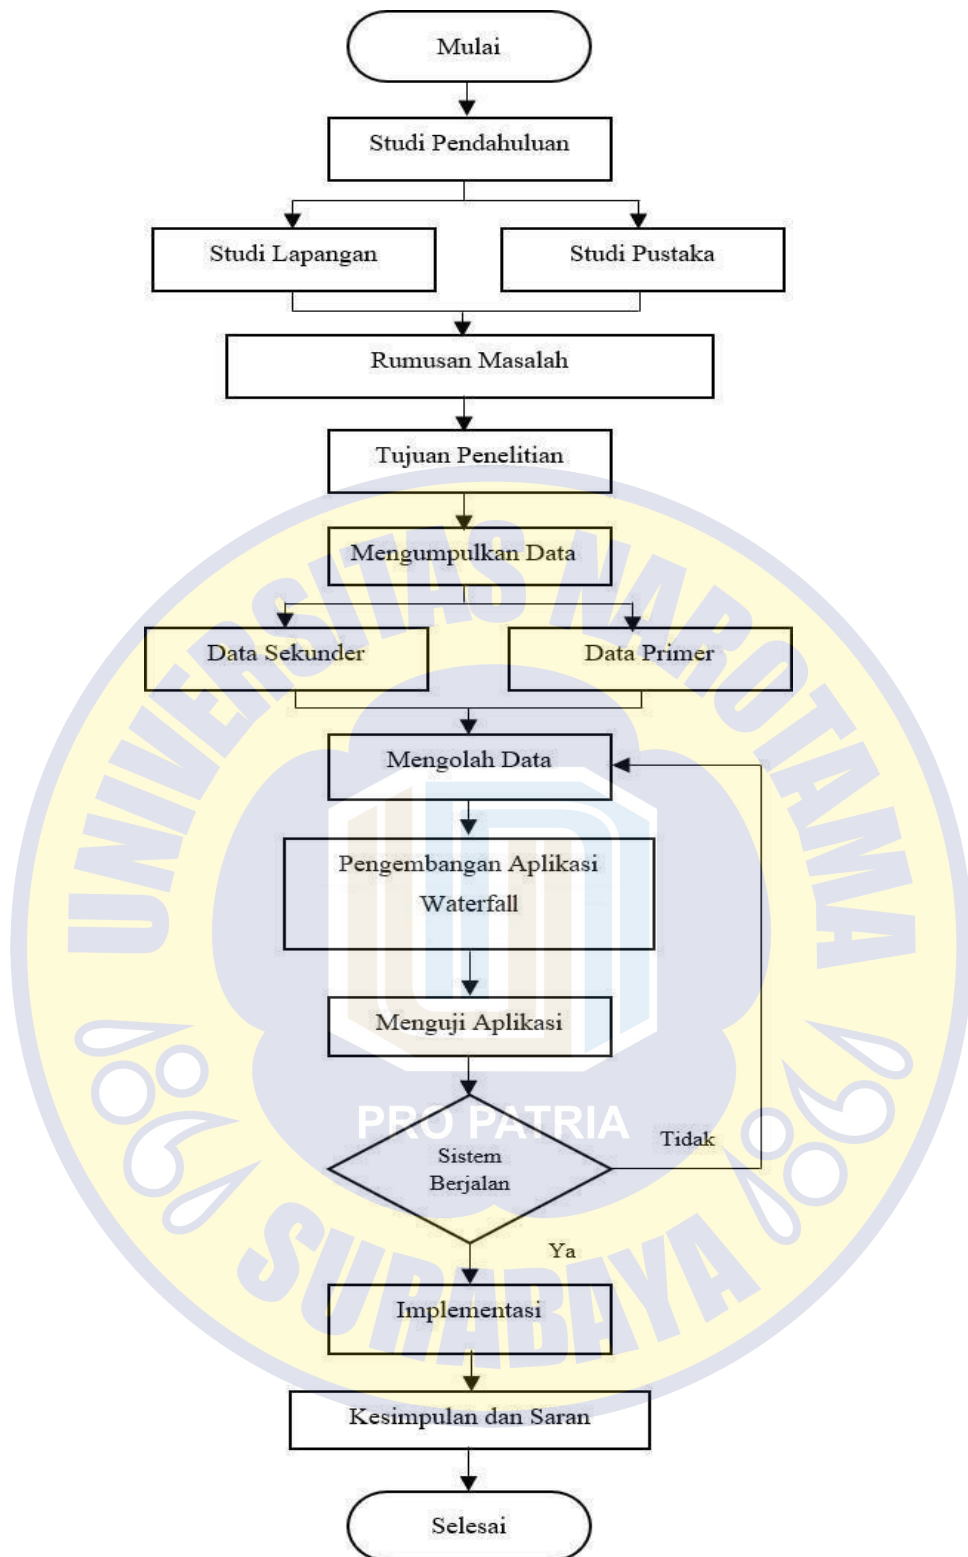 Mulai
Studi Pendahuluan
Studi Lapangan
Studi Pustaka
Rumusan Masalah
Tujuan Penelitian
Mengumpulkan Data
Data Sekunder
Data Primer
Mengolah Data
Pengembangan Aplikasi
Waterfall
Menguji Aplikasi
Sistem
Berjalan
Tidak
Ya
Implementasi
Kesimpulan dan Saran
Selesai
UNIVERSITAS NAROTAMA
PRO PATRIA
SURABAYA